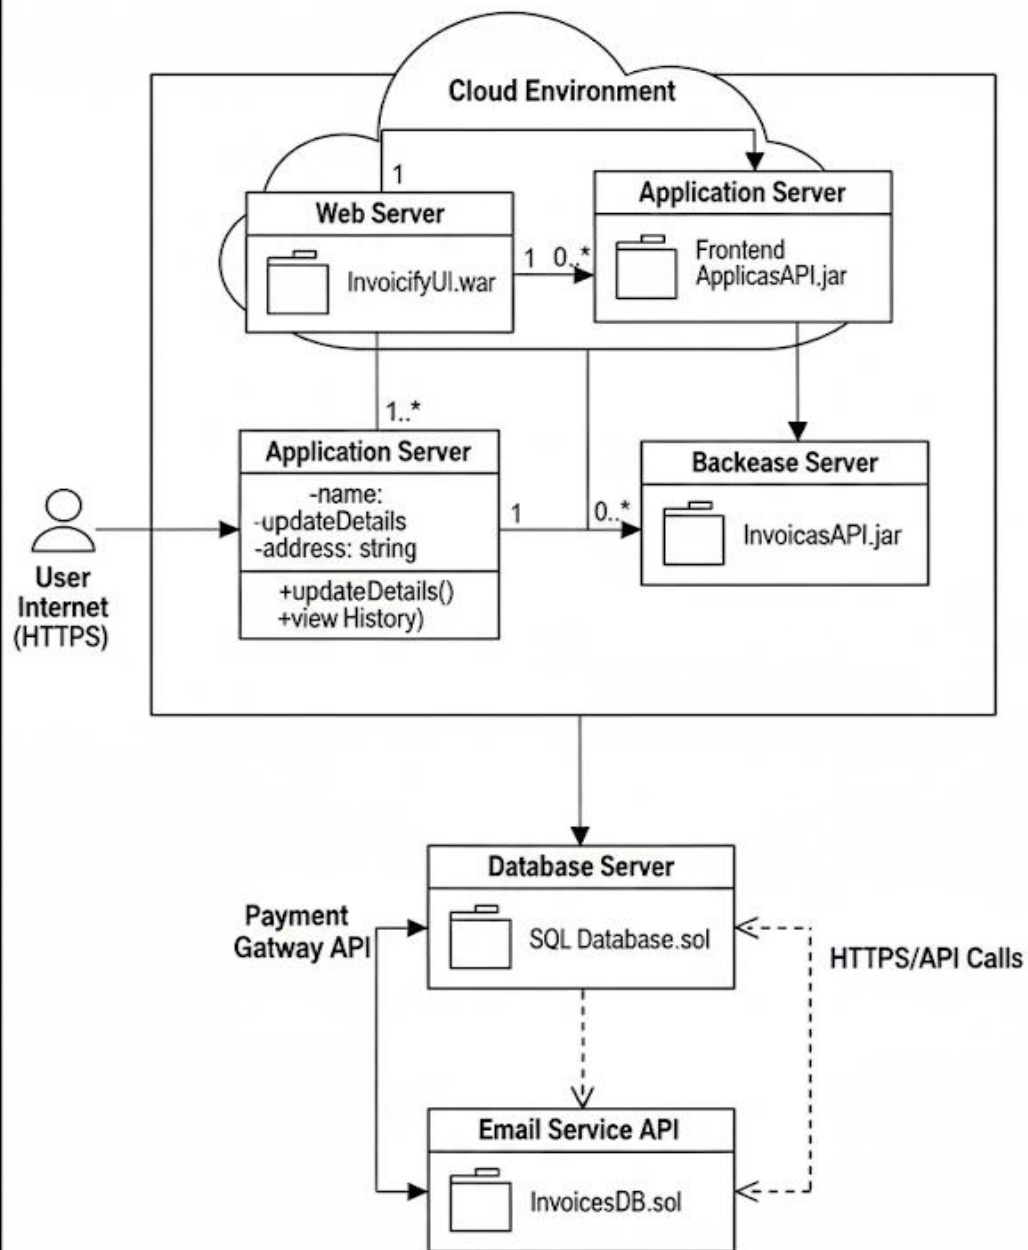 Cloud Environment
1
Web Server
InvoicifyUI.war
1 0..*
Application Server
Frontend
ApplicasAPI.jar
1..*
Application Server
-name:
-updateDetails
-address: string
+updateDetails()
+view History)
1 0..*
Backease Server
InvoicasAPI.jar
User
Internet
(HTTPS)
Database Server
SQL Database.sol
Payment
Gatway API
HTTPS/API Calls
Email Service API
InvoicesDB.sol